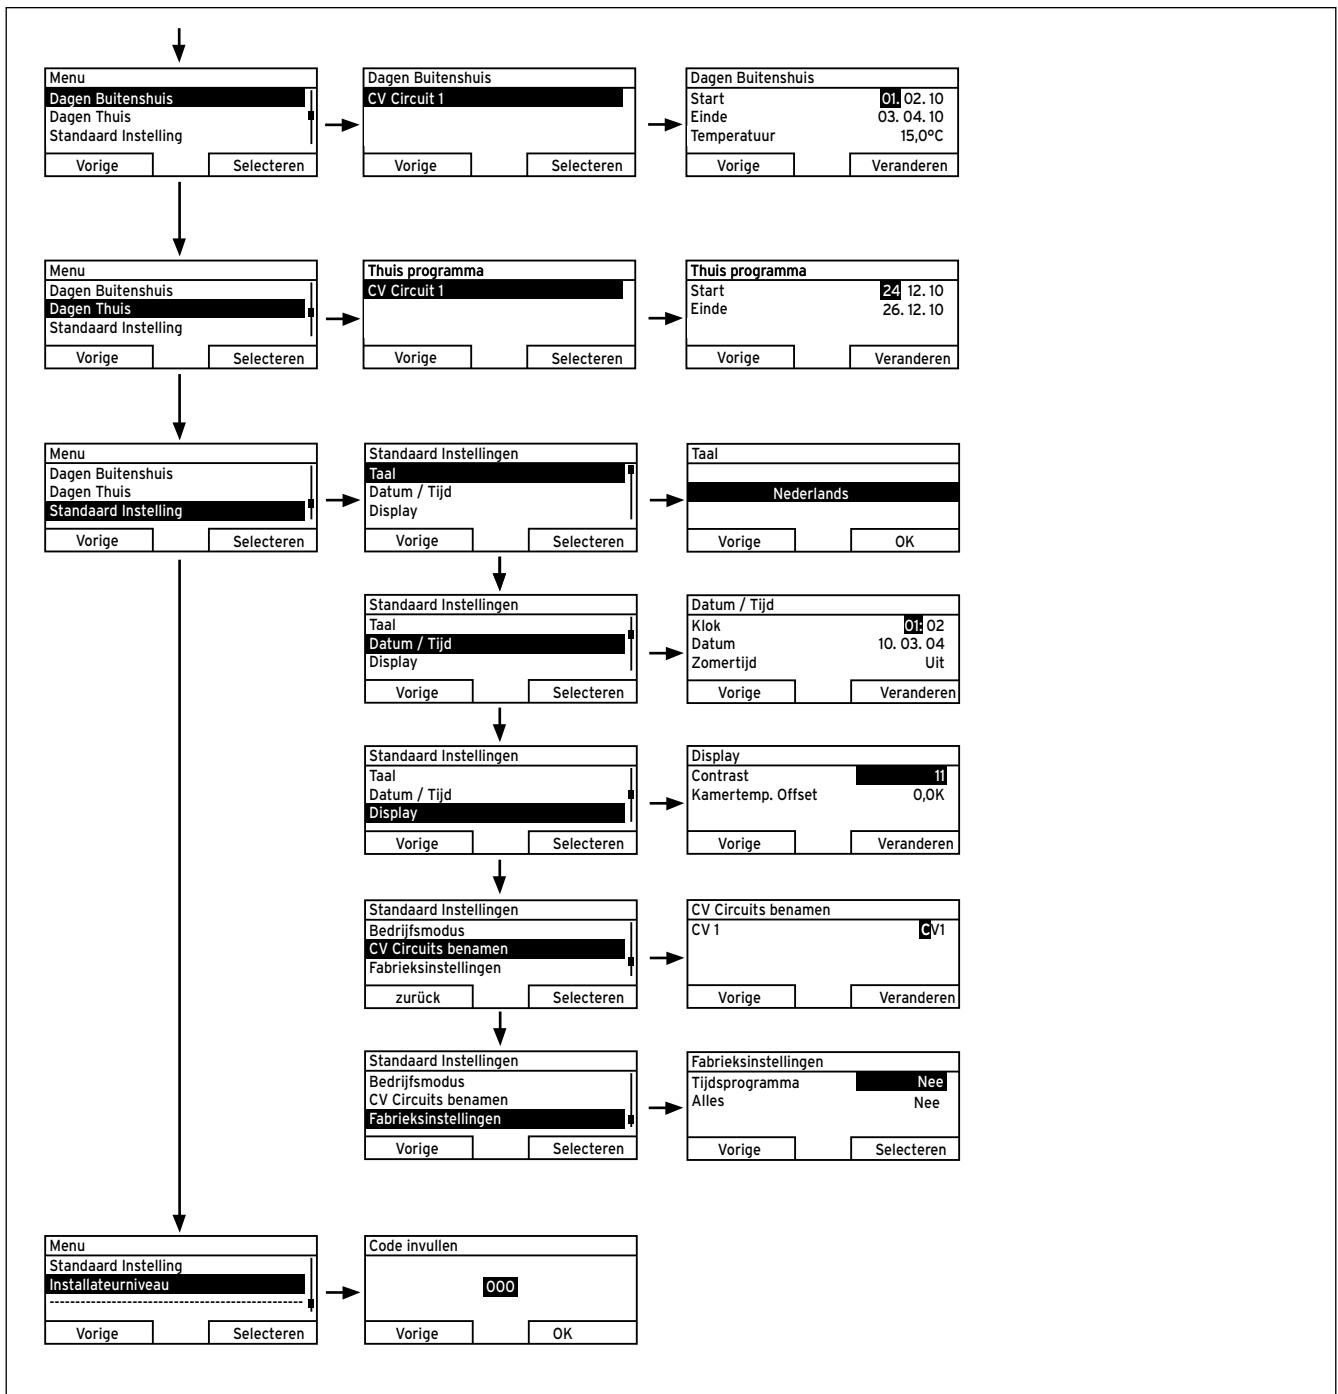 Menu
Dagen Buitenshuis
Dagen Thuis
Standaard Instelling
Vorige Selecteren
Dagen Buitenshuis
CV Circuit 1
Vorige Selecteren
Dagen Buitenshuis
Start 01. 02. 10
Einde 03. 04. 10
Temperatuur 15,0°C
Vorige Veranderen
Menu
Dagen Buitenshuis
Dagen Thuis
Standaard Instelling
Vorige Selecteren
Thuis programma
CV Circuit 1
Vorige Selecteren
Thuis programma
Start 24 12. 10
Einde 26. 12. 10
Vorige Veranderen
Menu
Dagen Buitenshuis
Dagen Thuis
Standaard Instelling
Vorige Selecteren
Standaard Instellingen
Taal
Datum / Tijd
Display
Vorige Selecteren
Taal
Nederlands
Vorige OK
Standaard Instellingen
Taal
Datum / Tijd
Display
Vorige Selecteren
Datum / Tijd
Klok 01: 02
Datum 10. 03. 04
Zomertijd Uit
Vorige Veranderen
Standaard Instellingen
Taal
Datum / Tijd
Display
Vorige Selecteren
Display
Contrast 11
Kamertemp. Offset 0,0K
Vorige Veranderen
Standaard Instellingen
Bedrijfsmodus
CV Circuits benamen
Fabrieksinstellingen
zurück Selecteren
CV Circuits benamen
CV 1 CV1
Vorige Veranderen
Standaard Instellingen
Bedrijfsmodus
CV Circuits benamen
Fabrieksinstellingen
Vorige Selecteren
Fabrieksinstellingen
Tijdsprogramma Nee
Alles Nee
Vorige Selecteren
Menu
Standaard Instelling
Installateurniveau
Vorige Selecteren
Code invullen
000
Vorige OK